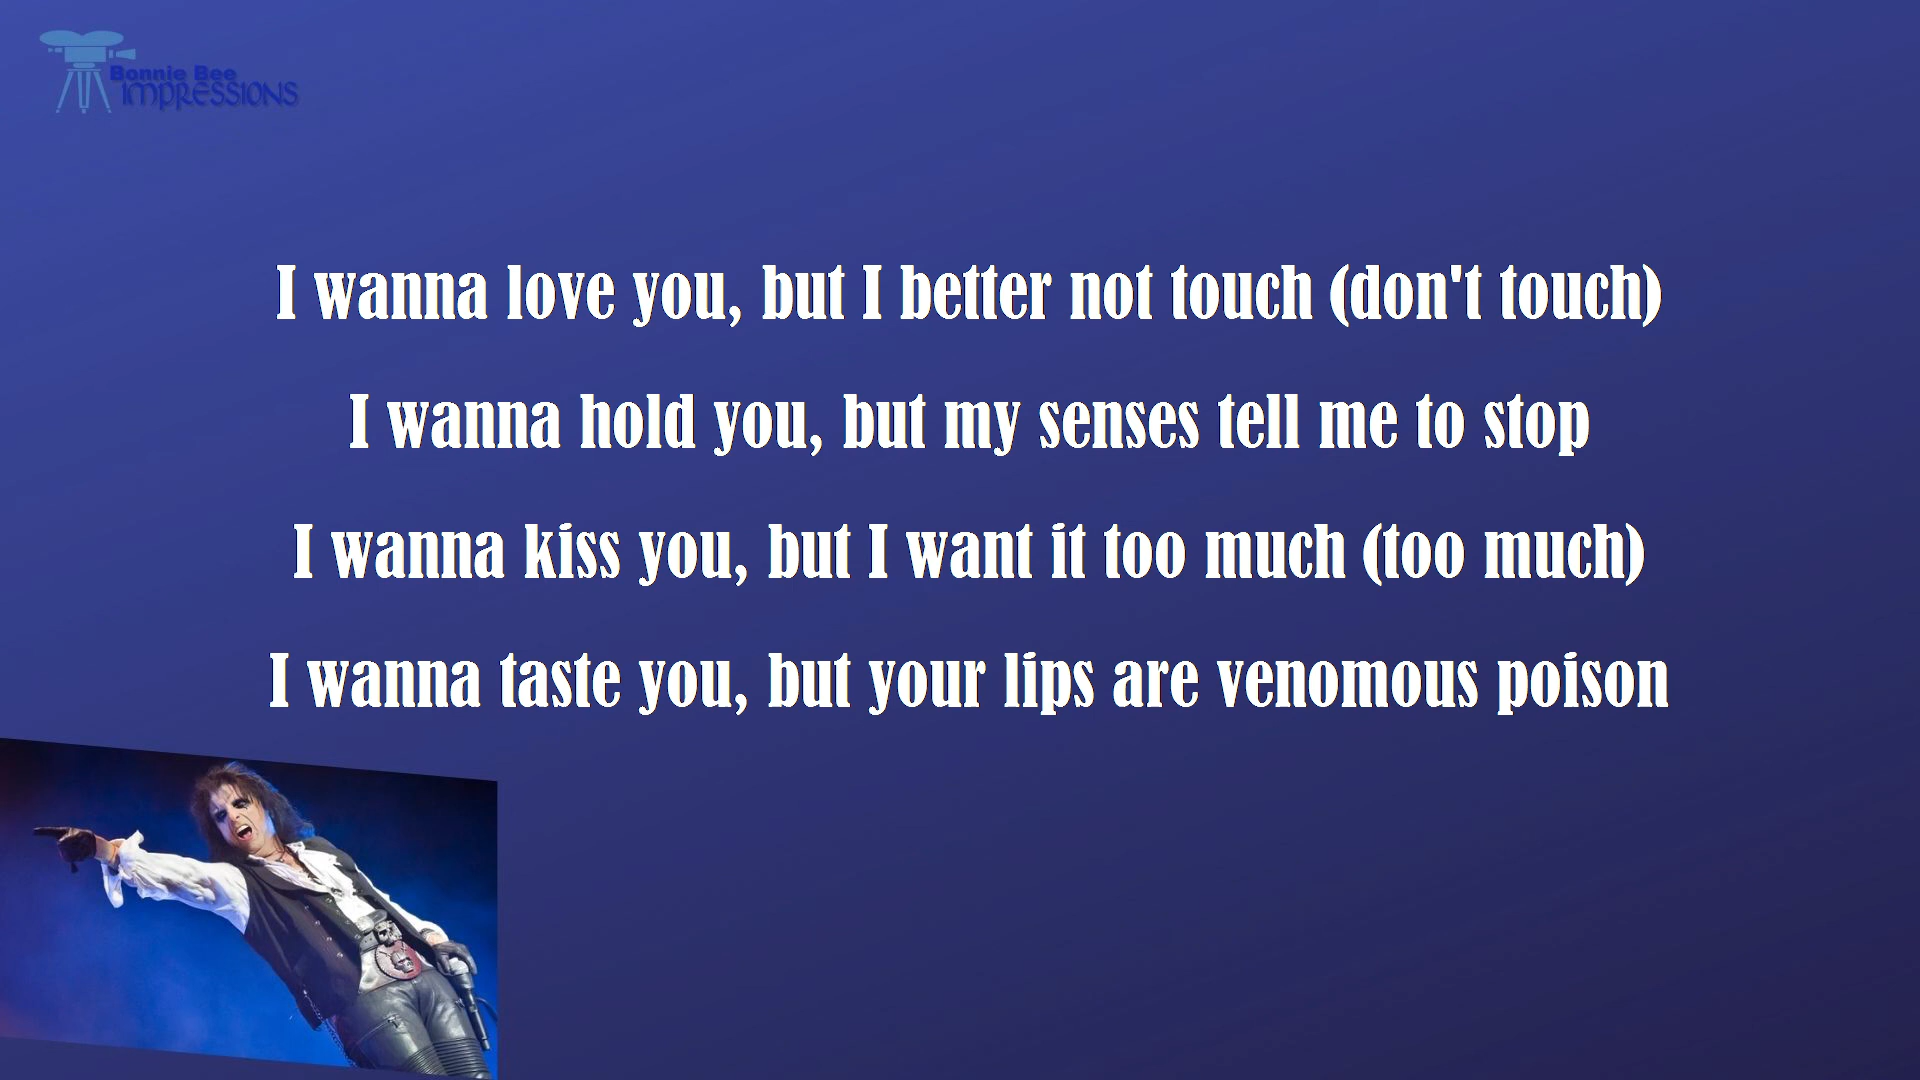 Bonnie Bee
IMPRESSIONS
I wanna love you, but I better not touch (don't touch)
I wanna hold you, but my senses tell me to stop
I wanna kiss you, but I want it too much (too much)
I wanna taste you, but your lips are venomous poison